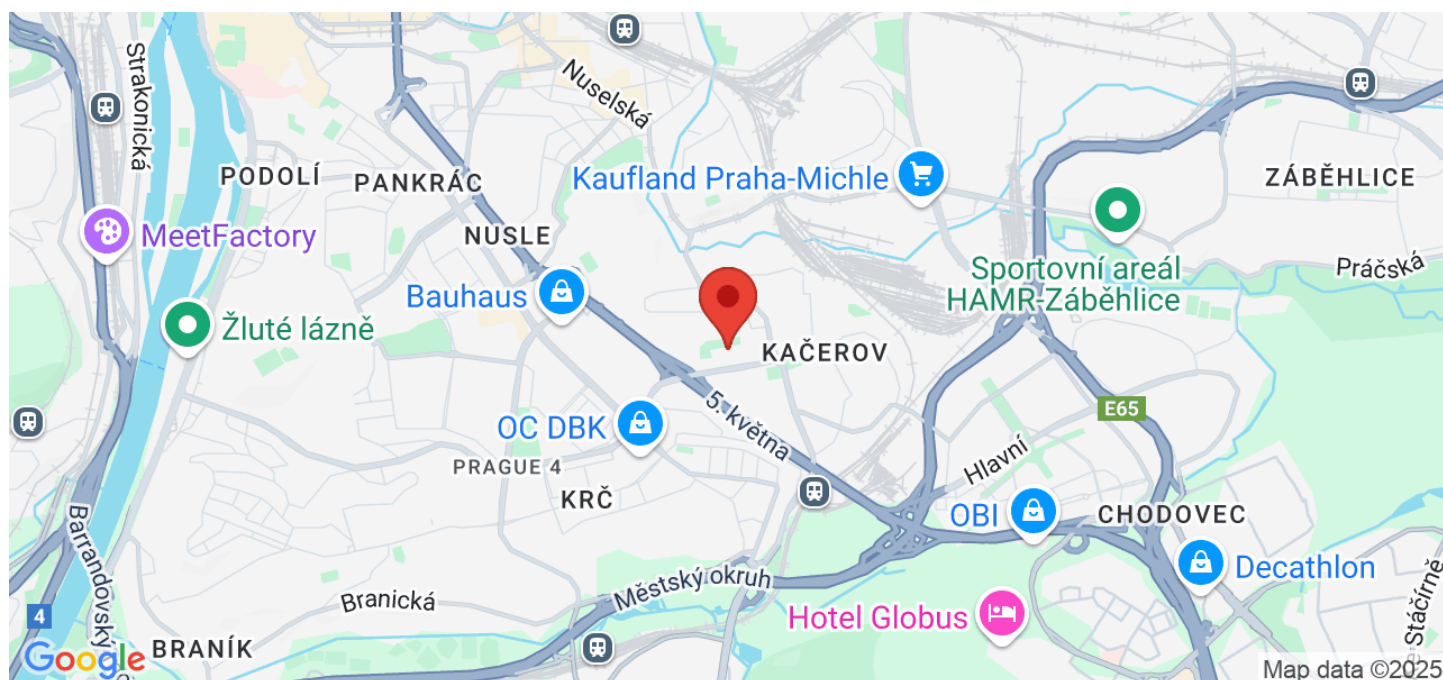 Strakonická
Nuselská
PODOLÍ
PANKRÁC
Kaufland Praha-Michle
ZÁBĚHLICE
MeetFactory
NUSLE
Sportovní areál
HAMR-Záběhlice
Práčská
Bauhaus
Žluté lázně
KAČEROV
5. května
E65
OC DBK
PRAGUE 4
Hlavní
KRČ
OBI
CHODOVEC
Barrandovský
Městský okruh
Decathlon
Branická
Hotel Globus
4
BRANÍK
Google
Map data ©2025